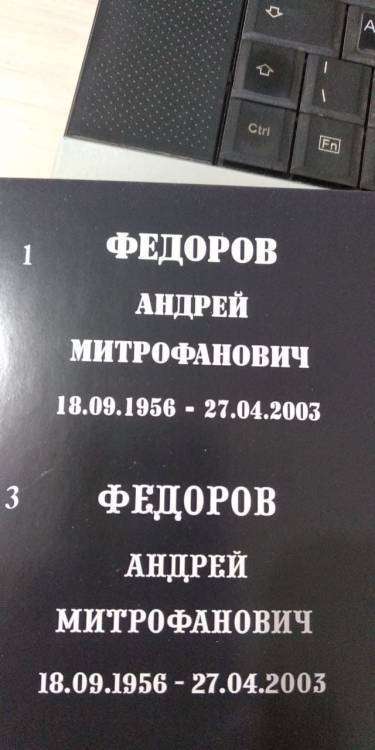 A
Ctrl
Fn
1
ФЕДОРОВ
АНДРЕЙ
МИТРОФАНОВИЧ
18.09.1956 - 27.04.2003
3
ФЕДОРОВ
АНДРЕЙ
МИТРОФАНОВИЧ
18.09.1956 - 27.04.2003